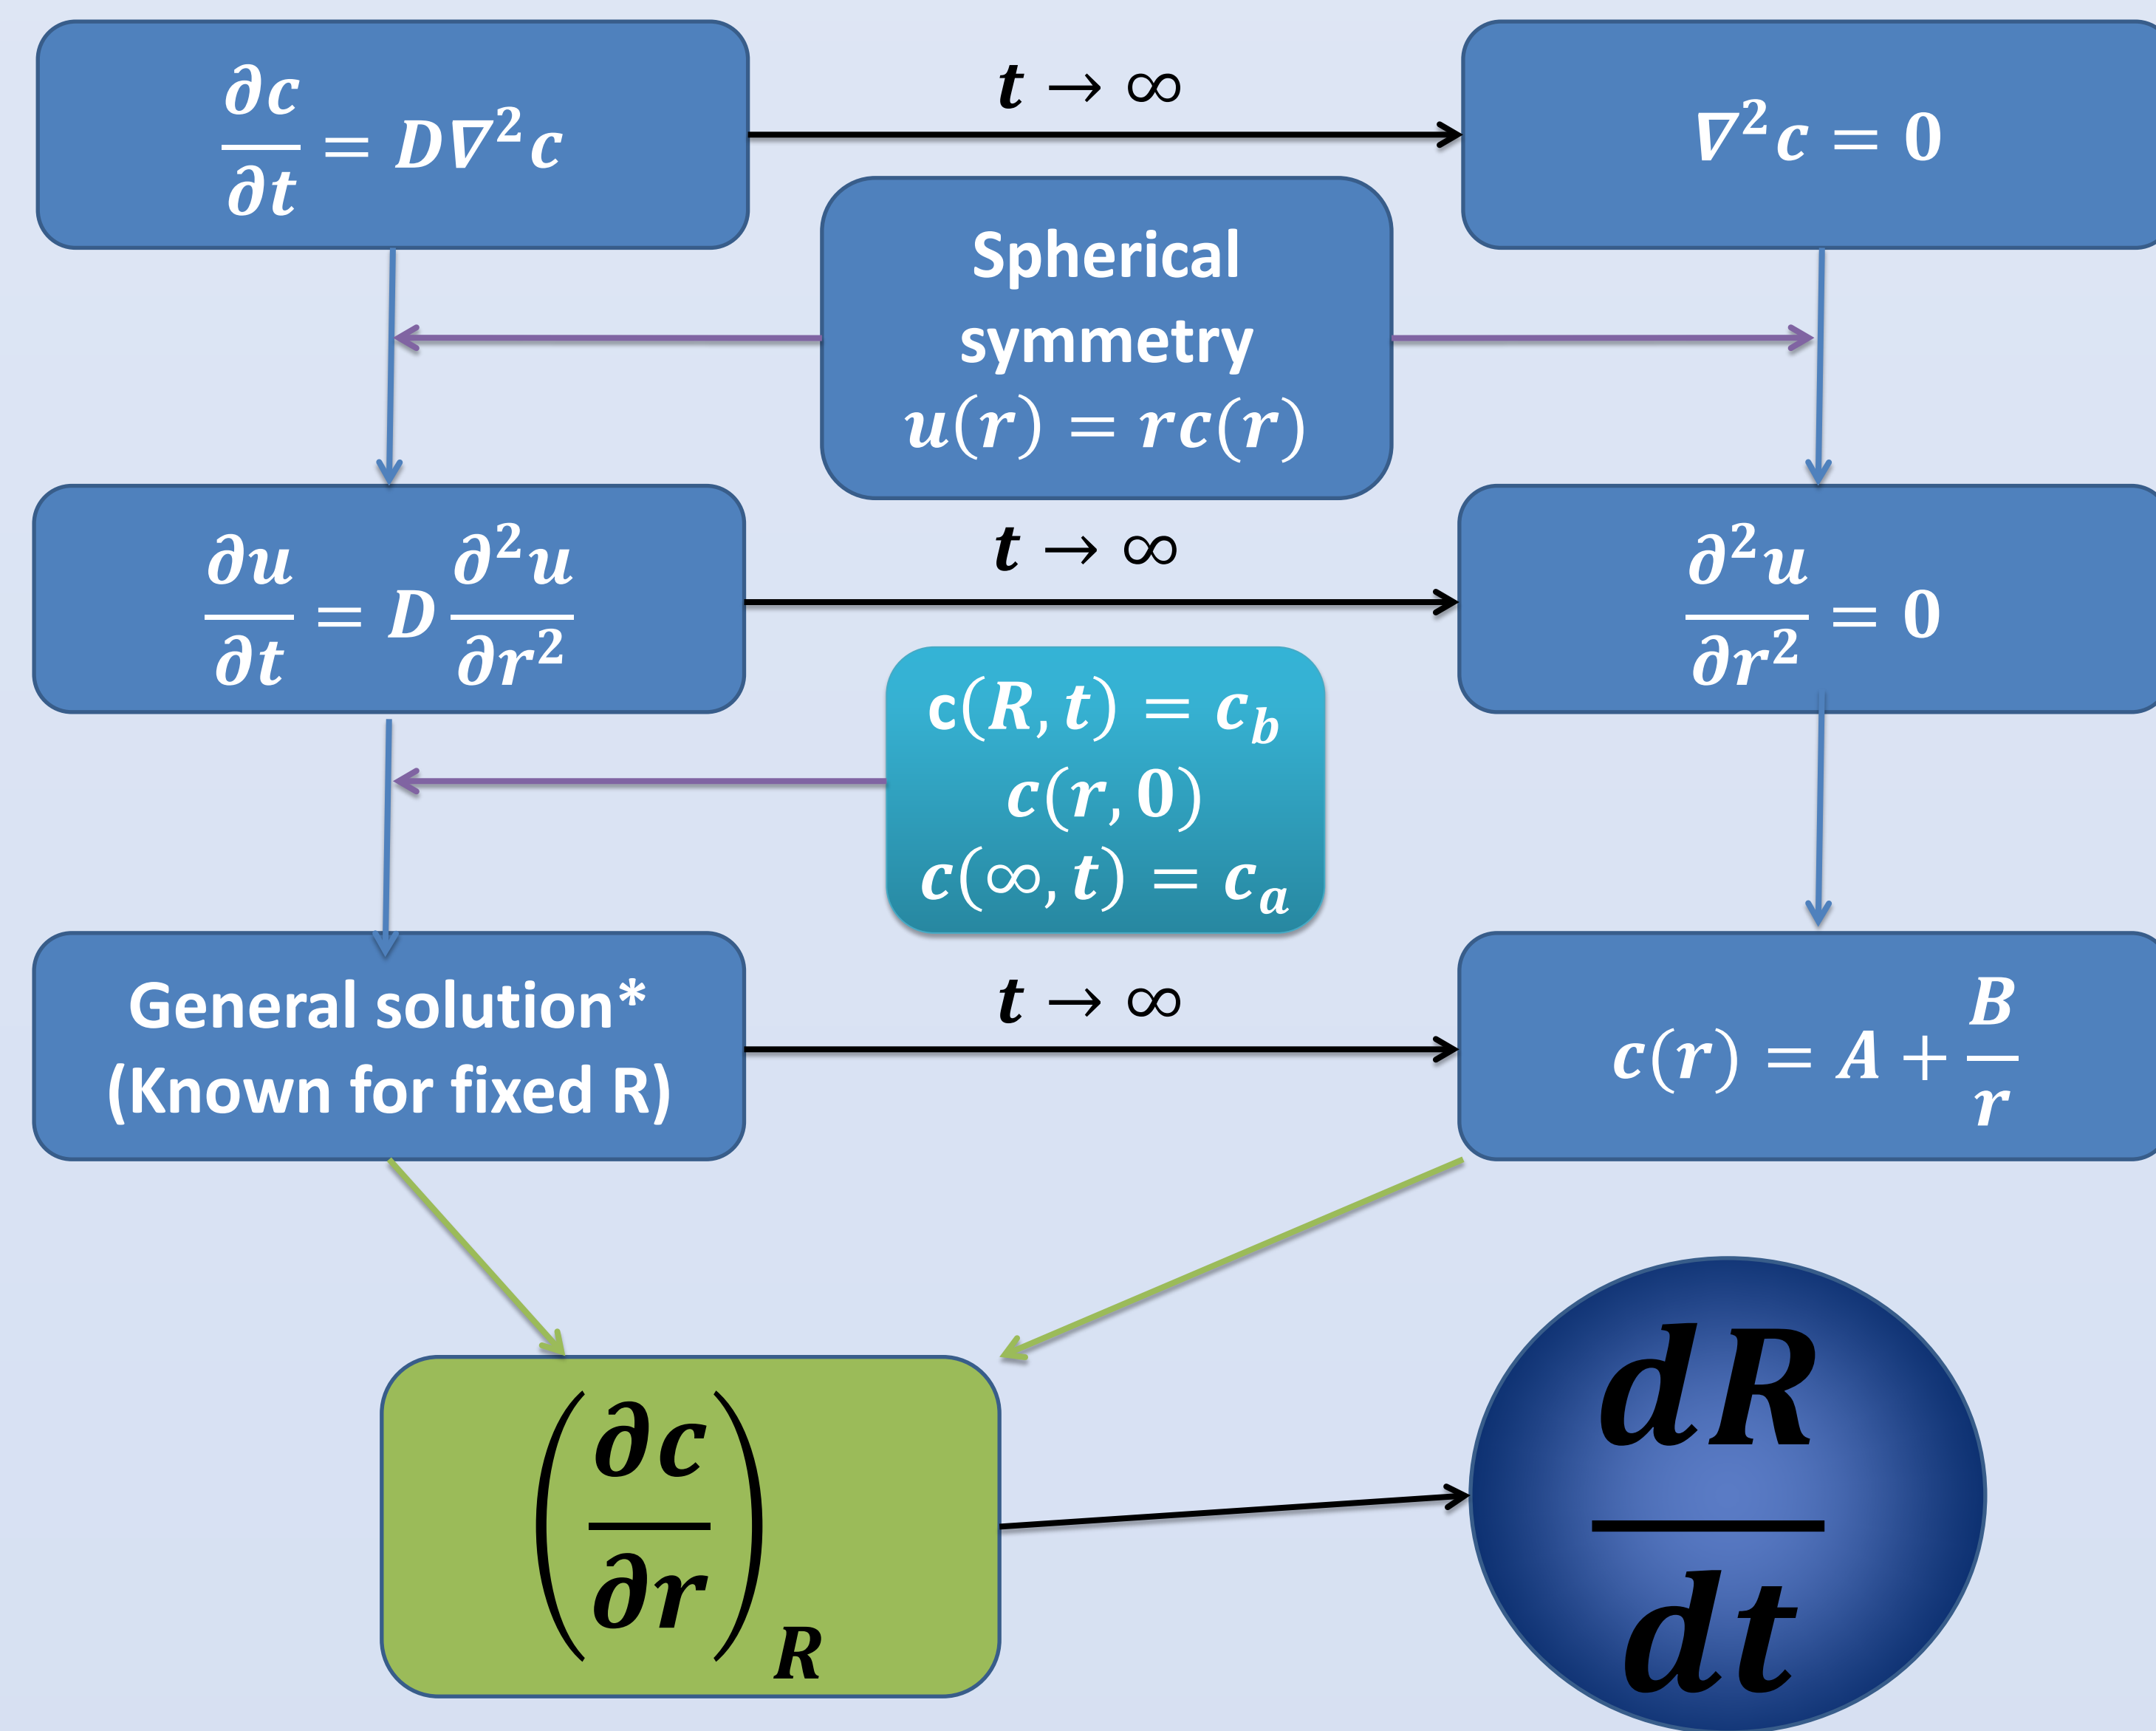 ∂c/∂t = D∇²c
t → ∞
∇²c = 0
Spherical
symmetry
u(r) = rc(r)
∂u/∂t = D ∂²u/∂r²
t → ∞
∂²u/∂r² = 0
c(R, t) = c_b
c(r, 0)
c(∞, t) = c_a
General solution*
(Known for fixed R)
t → ∞
c(r) = A + B/r
(∂c/∂r)_R
dR/dt